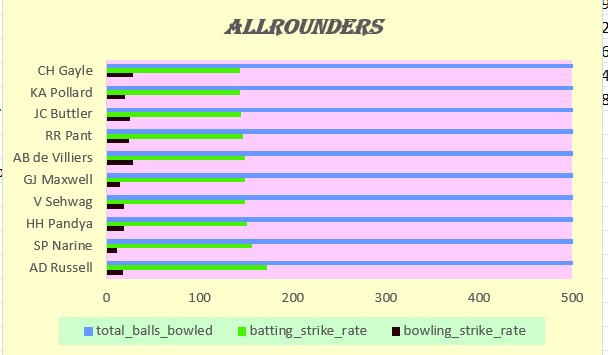 ALLROUNDERS
CH Gayle
KA Pollard
JC Buttler
RR Pant
AB de Villiers
GJ Maxwell
V Sehwag
HH Pandya
SP Narine
AD Russell
0 100 200 300 400 500
total_balls_bowled batting_strike_rate bowling_strike_rate